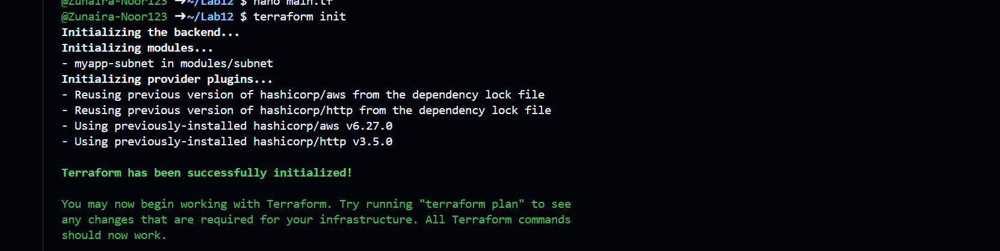 @Zunaira-Noor123 ➜~/Lab12 $ nano main.tf
@Zunaira-Noor123 ➜~/Lab12 $ terraform init
Initializing the backend...
Initializing modules...
- myapp-subnet in modules/subnet
Initializing provider plugins...
- Reusing previous version of hashicorp/aws from the dependency lock file
- Reusing previous version of hashicorp/http from the dependency lock file
- Using previously-installed hashicorp/aws v6.27.0
- Using previously-installed hashicorp/http v3.5.0
Terraform has been successfully initialized!
You may now begin working with Terraform. Try running "terraform plan" to see
any changes that are required for your infrastructure. All Terraform commands
should now work.